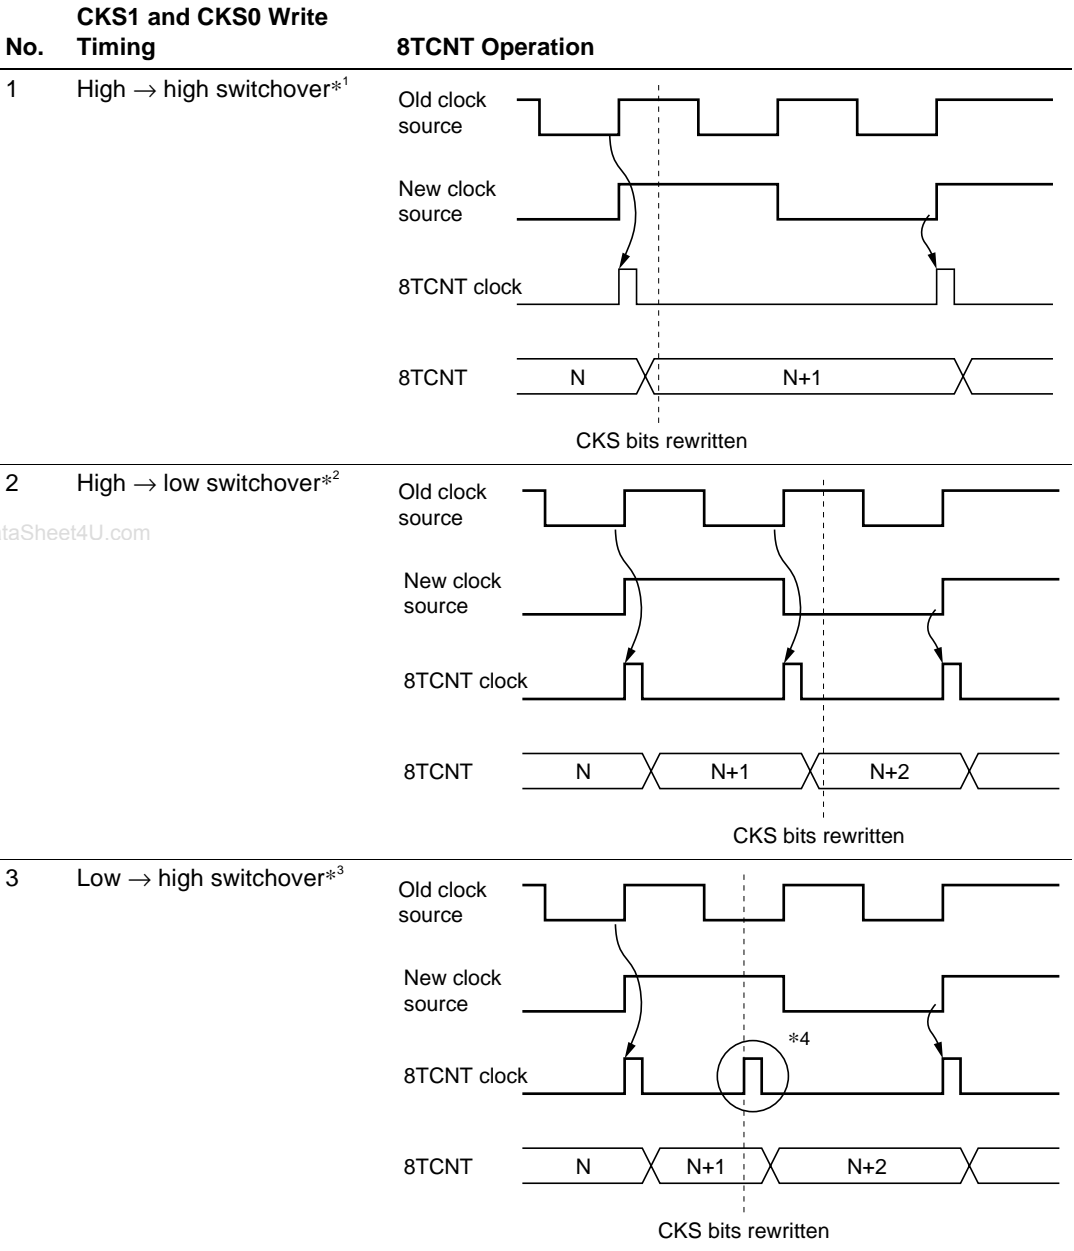 CKS1 and CKS0 Write
No. Timing 8TCNT Operation
1 High → high switchover*1
Old clock
source
New clock
source
8TCNT clock
8TCNT N N+1
CKS bits rewritten
2 High → low switchover*2
Old clock
source
taSheet4U.com
New clock
source
8TCNT clock
8TCNT N N+1 N+2
CKS bits rewritten
3 Low → high switchover*3
Old clock
source
New clock
source
*4
8TCNT clock
8TCNT N N+1 N+2
CKS bits rewritten